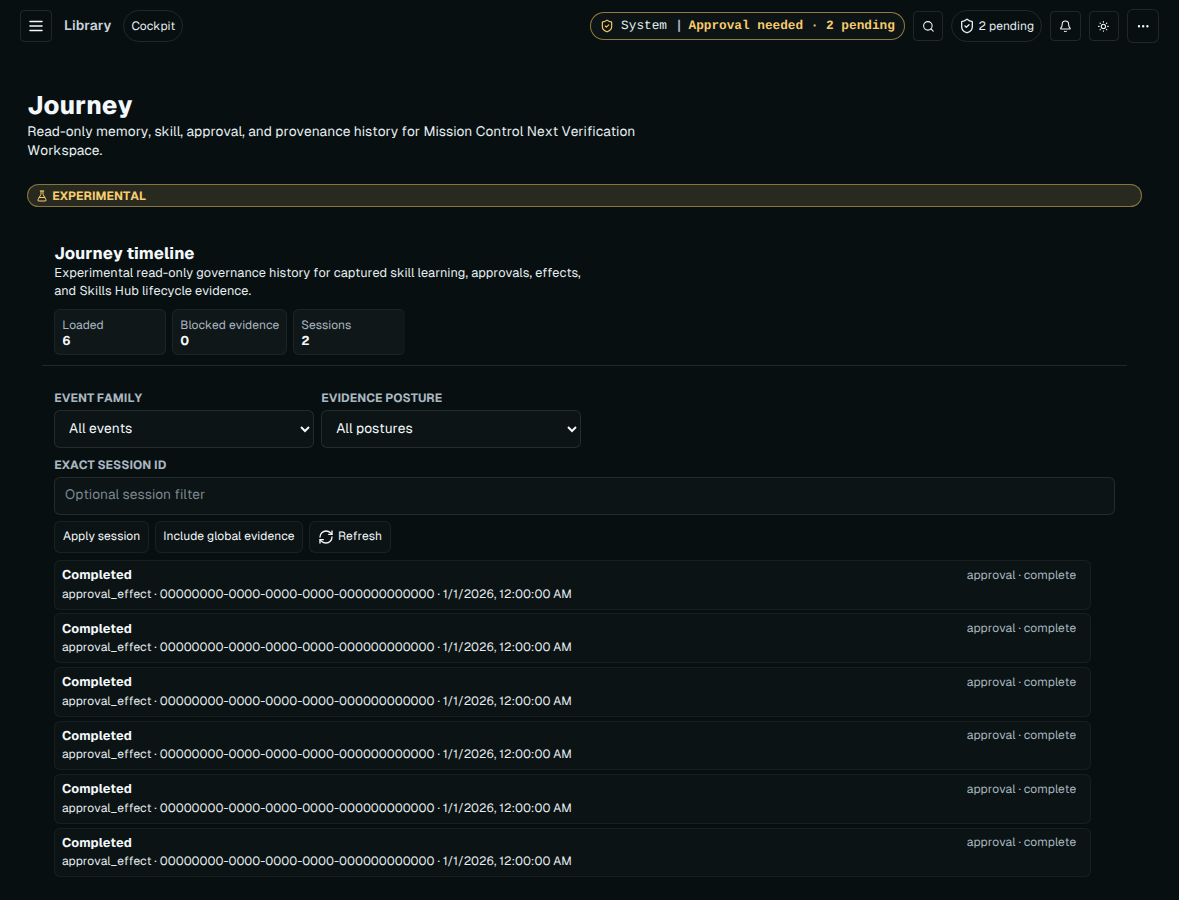 Library Cockpit System | Approval needed · 2 pending 2 pending
Journey
Read-only memory, skill, approval, and provenance history for Mission Control Next Verification
Workspace.
EXPERIMENTAL
Journey timeline
Experimental read-only governance history for captured skill learning, approvals, effects,
and Skills Hub lifecycle evidence.
Loaded Blocked evidence Sessions
6 0 2
EVENT FAMILY EVIDENCE POSTURE
All events All postures
EXACT SESSION ID
Optional session filter
Apply session Include global evidence Refresh
Completed approval · complete
approval_effect · 00000000-0000-0000-0000-000000000000 · 1/1/2026, 12:00:00 AM
Completed approval · complete
approval_effect · 00000000-0000-0000-0000-000000000000 · 1/1/2026, 12:00:00 AM
Completed approval · complete
approval_effect · 00000000-0000-0000-0000-000000000000 · 1/1/2026, 12:00:00 AM
Completed approval · complete
approval_effect · 00000000-0000-0000-0000-000000000000 · 1/1/2026, 12:00:00 AM
Completed approval · complete
approval_effect · 00000000-0000-0000-0000-000000000000 · 1/1/2026, 12:00:00 AM
Completed approval · complete
approval_effect · 00000000-0000-0000-0000-000000000000 · 1/1/2026, 12:00:00 AM